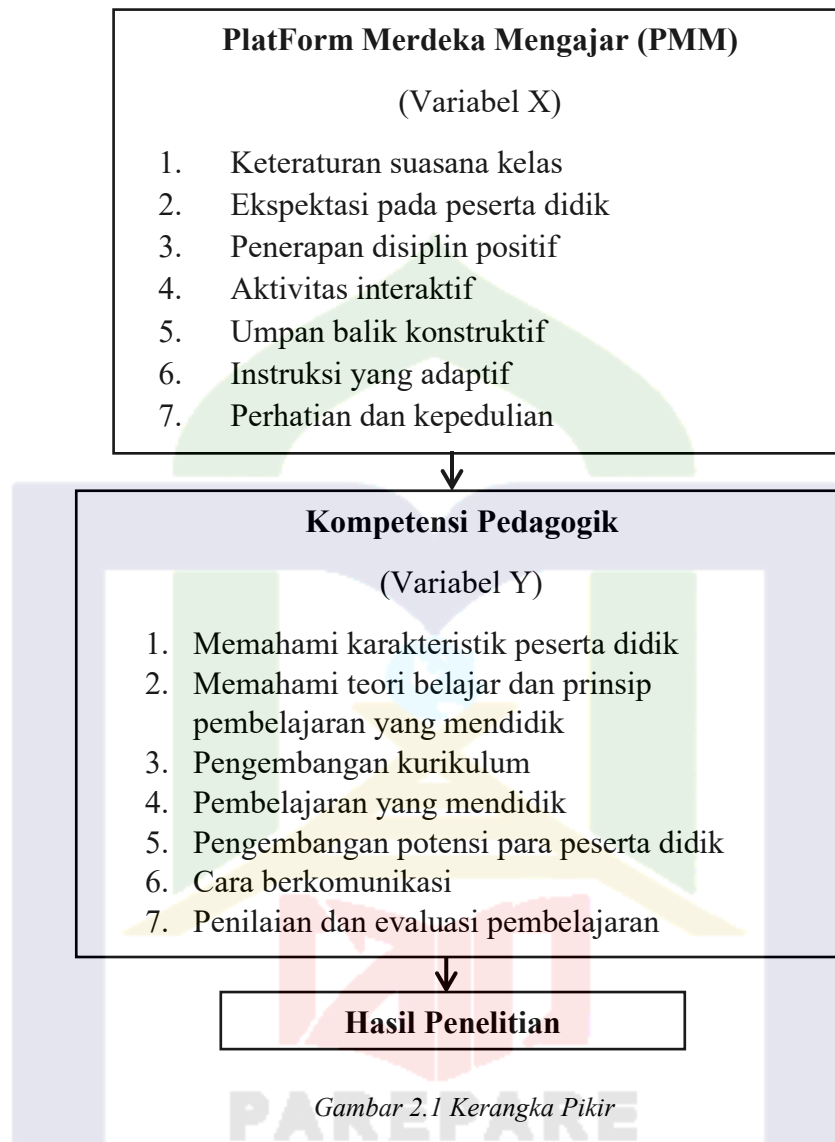 PlatForm Merdeka Mengajar (PMM)
(Variabel X)
1. Keteraturan suasana kelas
2. Ekspektasi pada peserta didik
3. Penerapan disiplin positif
4. Aktivitas interaktif
5. Umpan balik konstruktif
6. Instruksi yang adaptif
7. Perhatian dan kepedulian
Kompetensi Pedagogik
(Variabel Y)
1. Memahami karakteristik peserta didik
2. Memahami teori belajar dan prinsip
pembelajaran yang mendidik
3. Pengembangan kurikulum
4. Pembelajaran yang mendidik
5. Pengembangan potensi para peserta didik
6. Cara berkomunikasi
7. Penilaian dan evaluasi pembelajaran
Hasil Penelitian
Gambar 2.1 Kerangka Pikir
PAREPARE